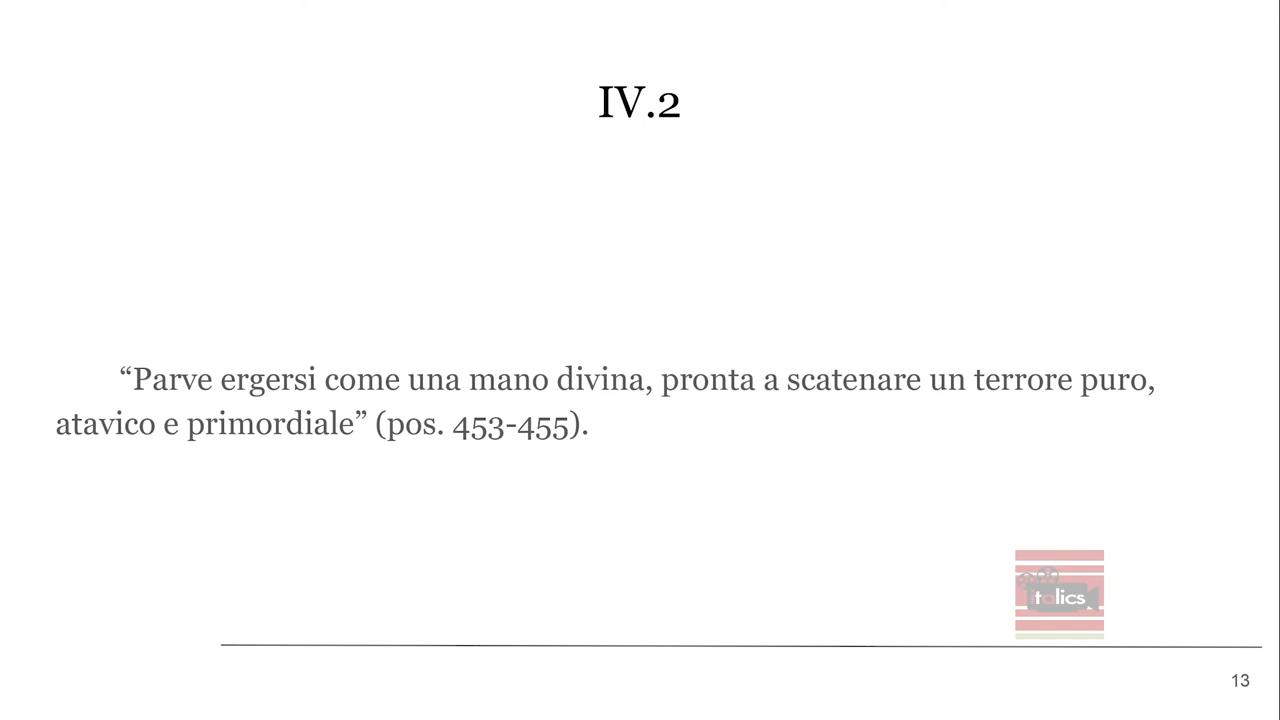 IV.2
“Parve ergersi come una mano divina, pronta a scatenare un terrore puro,
atavico e primordiale” (pos. 453-455).
italics
13